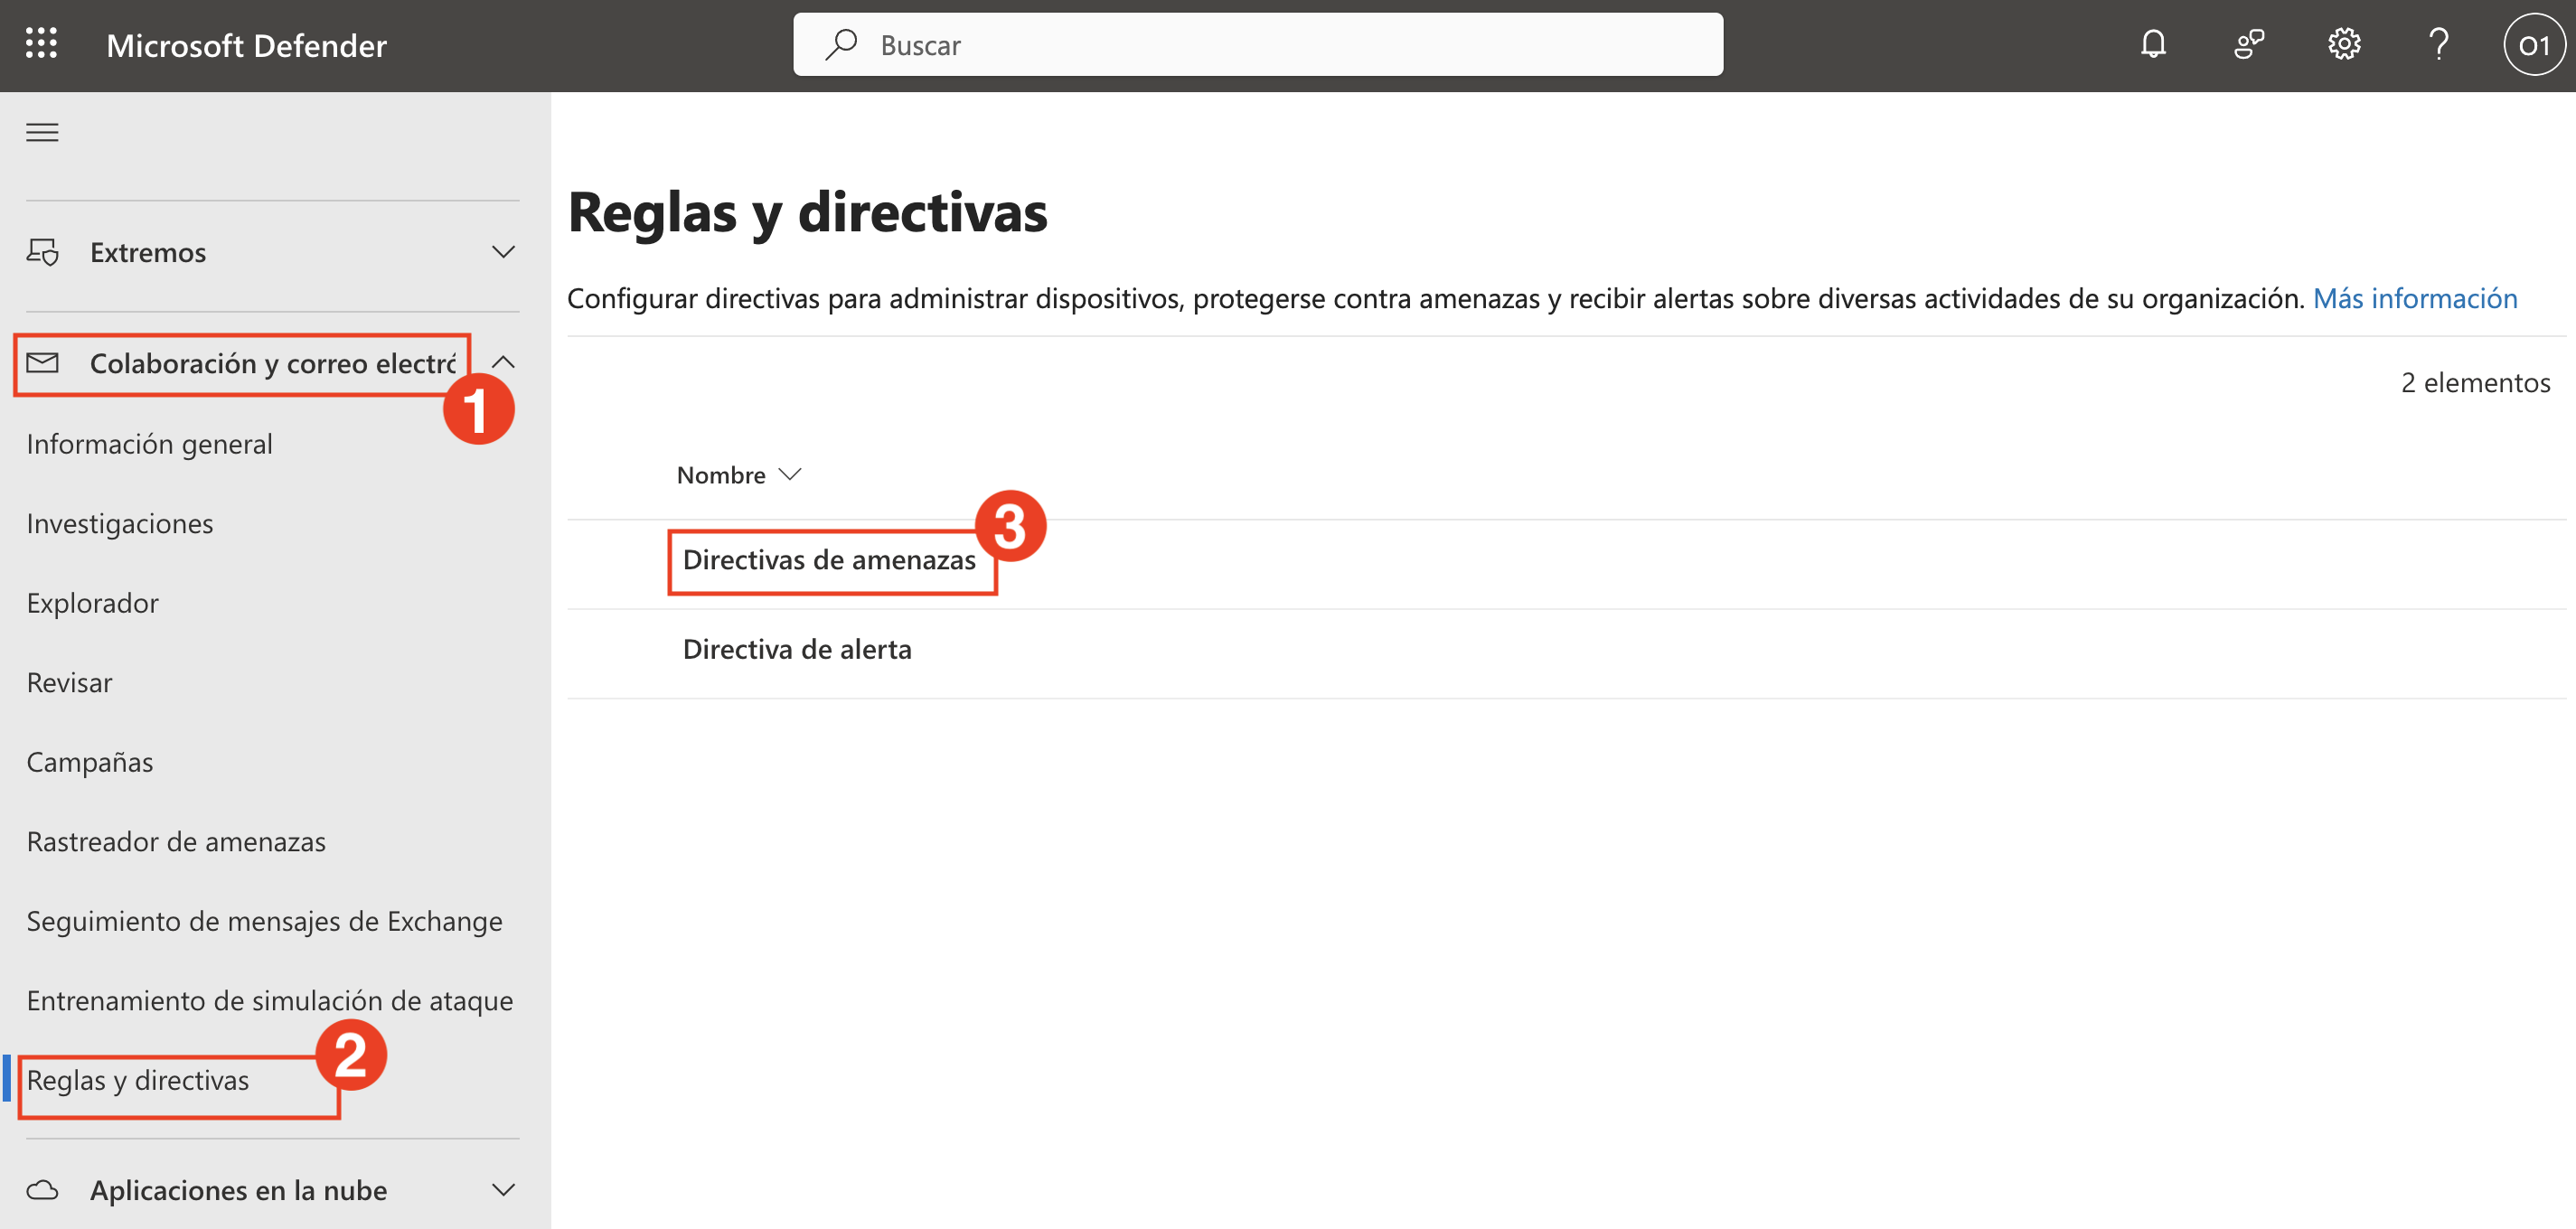 Microsoft Defender
Buscar
O1
Extremos
Colaboración y correo electró
1
Información general
Investigaciones
Explorador
Revisar
Campañas
Rastreador de amenazas
Seguimiento de mensajes de Exchange
Entrenamiento de simulación de ataque
2
Reglas y directivas
Aplicaciones en la nube
Reglas y directivas
Configurar directivas para administrar dispositivos, protegerse contra amenazas y recibir alertas sobre diversas actividades de su organización. Más información
2 elementos
Nombre
3
Directivas de amenazas
Directiva de alerta